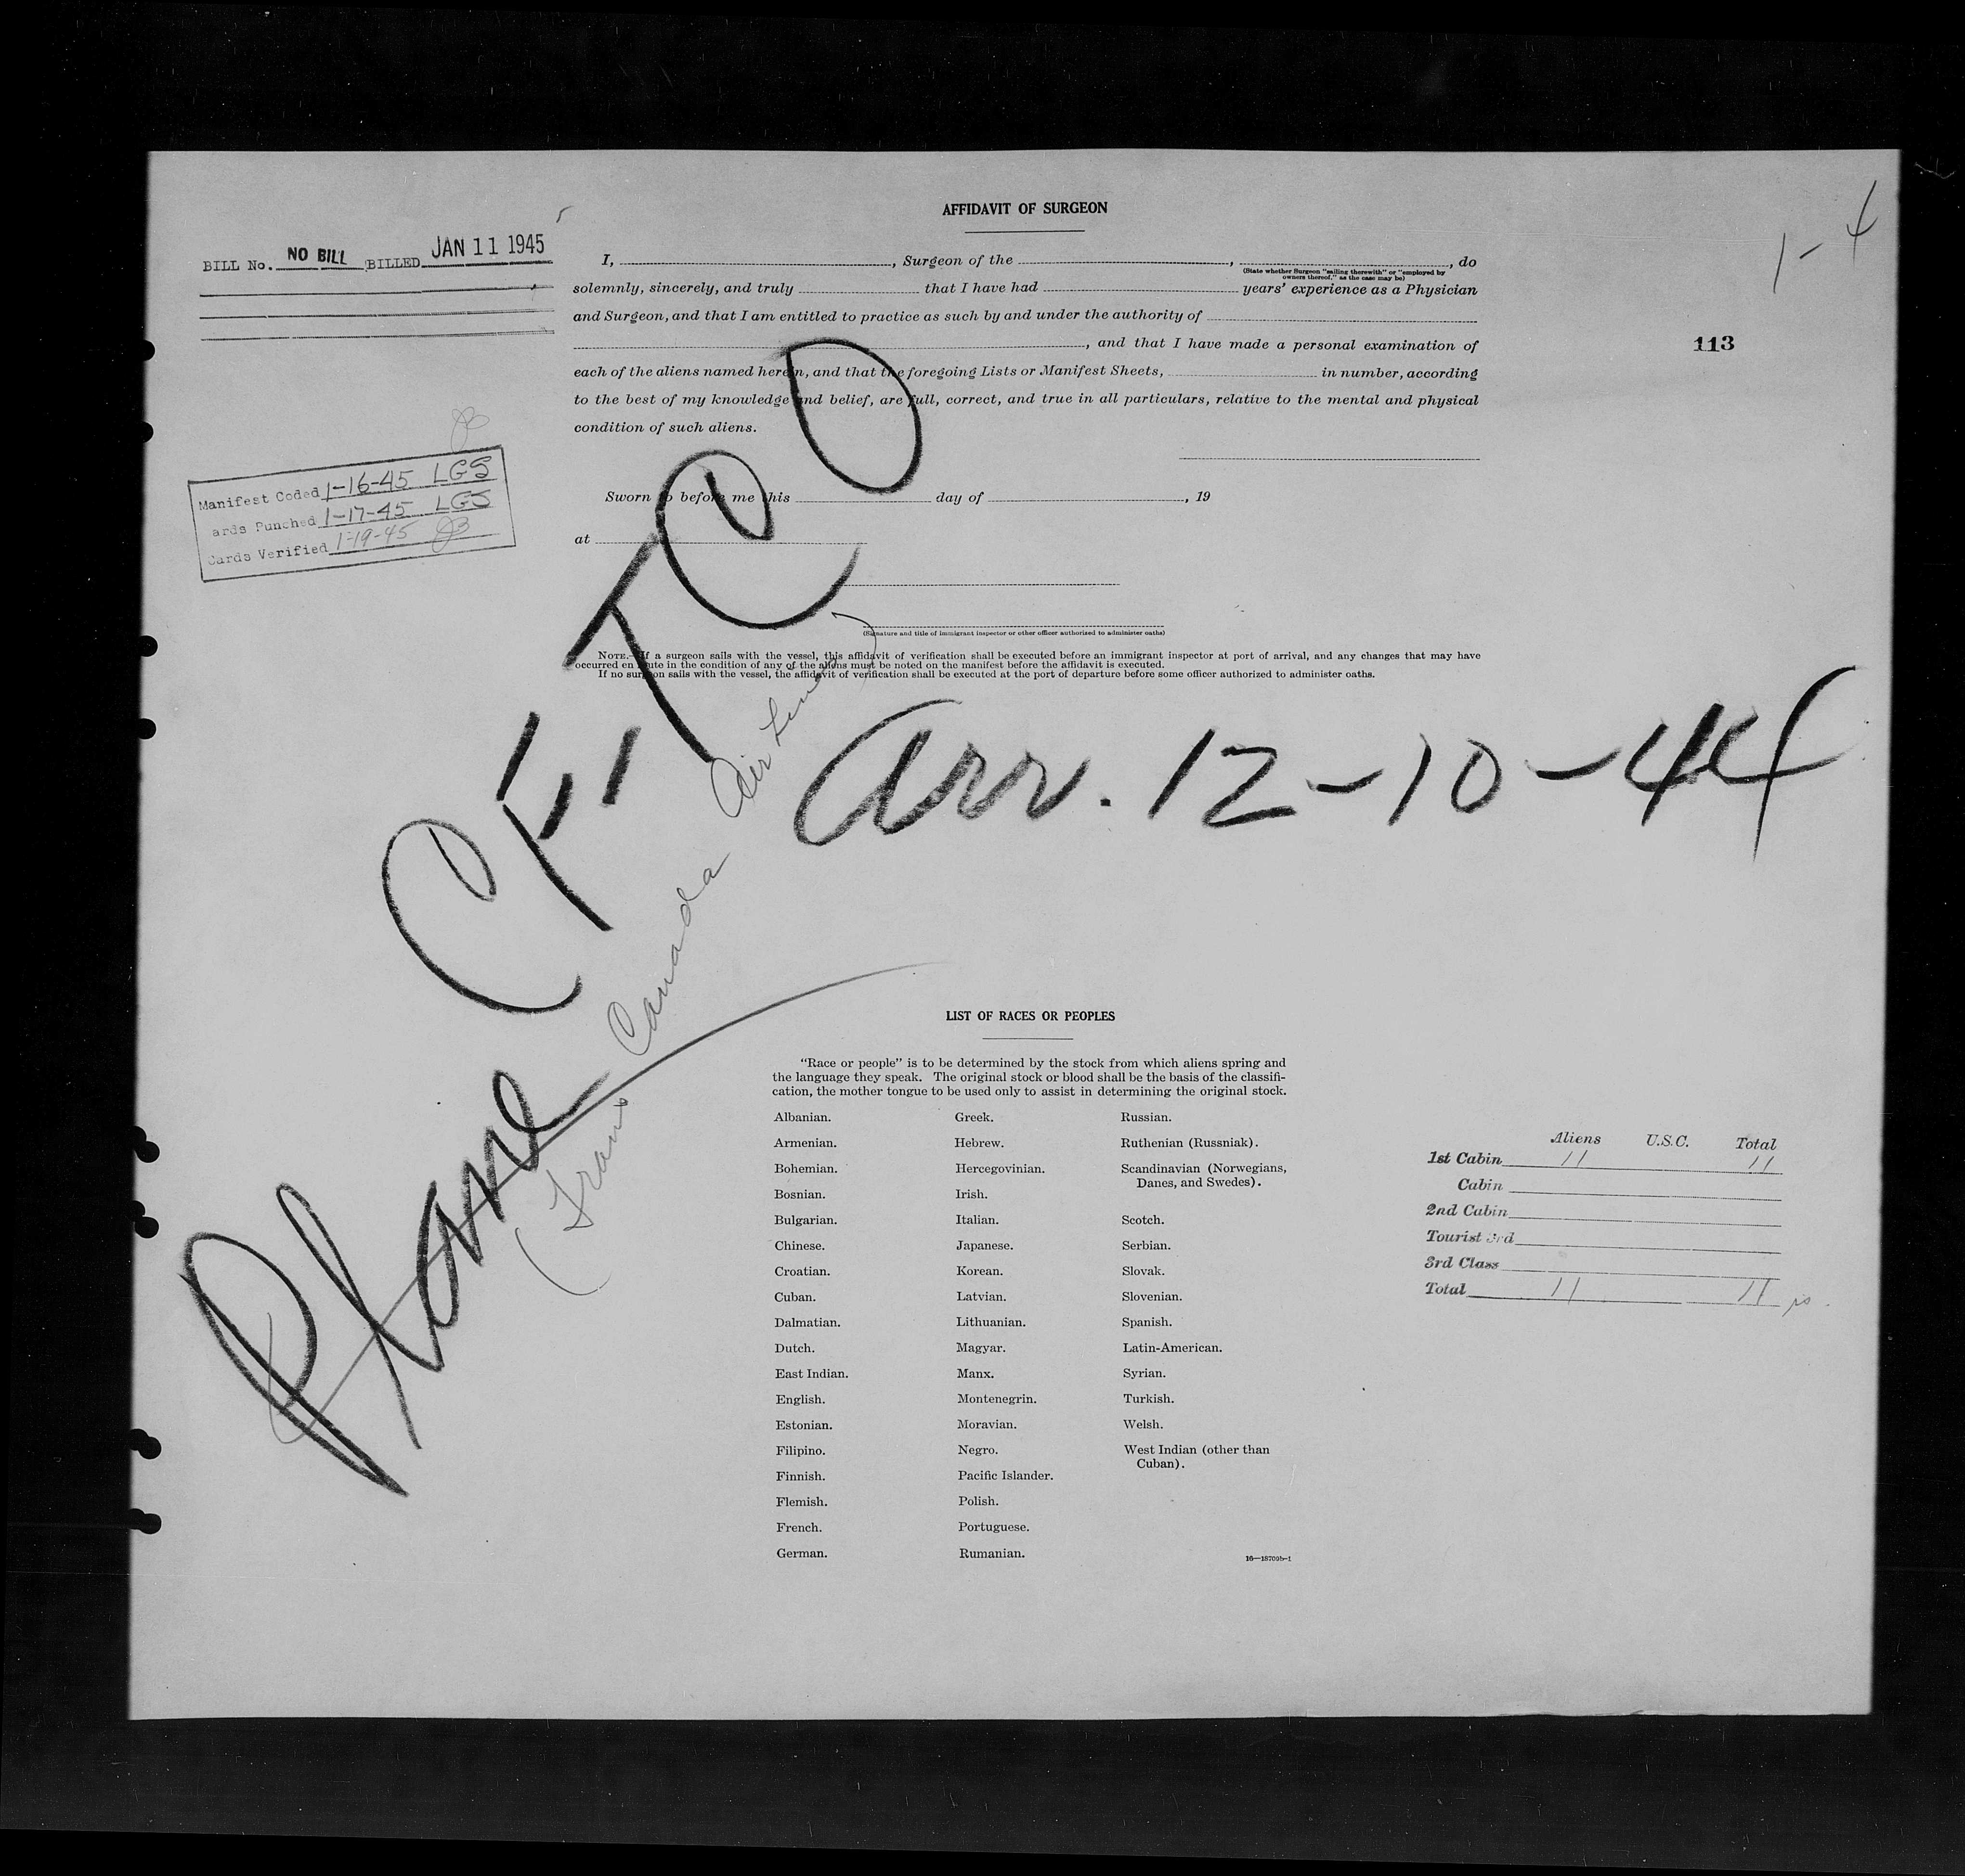 AFFIDAVIT OF SURGEON
1-4
BILL No. NO BILL BILLED JAN 11 1945
I, , Surgeon of the , , do
(State whether Surgeon "sailing therewith" or "employed by
owners thereof," as the case may be)
solemnly, sincerely, and truly that I have had years' experience as a Physician
and Surgeon, and that I am entitled to practice as such by and under the authority of
, and that I have made a personal examination of
113
each of the aliens named herein, and that the foregoing Lists or Manifest Sheets, in number, according
to the best of my knowledge and belief, are full, correct, and true in all particulars, relative to the mental and physical
condition of such aliens.
Manifest Coded 1-16-45 LGS
ards Punched 1-17-45 LGS
Cards Verified 1-19-45
Sworn to before me this day of , 19
at
(Signature and title of immigrant inspector or other officer authorized to administer oaths)
NOTE.—If a surgeon sails with the vessel, this affidavit of verification shall be executed before an immigrant inspector at port of arrival, and any changes that may have
occurred en route in the condition of any of the aliens must be noted on the manifest before the affidavit is executed.
If no surgeon sails with the vessel, the affidavit of verification shall be executed at the port of departure before some officer authorized to administer oaths.
Plane CF-TCO
(Trans Canada Air Lines)
Arr. 12-10-44
LIST OF RACES OR PEOPLES
"Race or people" is to be determined by the stock from which aliens spring and
the language they speak. The original stock or blood shall be the basis of the classifi-
cation, the mother tongue to be used only to assist in determining the original stock.
Albanian.
Armenian.
Bohemian.
Bosnian.
Bulgarian.
Chinese.
Croatian.
Cuban.
Dalmatian.
Dutch.
East Indian.
English.
Estonian.
Filipino.
Finnish.
Flemish.
French.
German.
Greek.
Hebrew.
Hercegovinian.
Irish.
Italian.
Japanese.
Korean.
Latvian.
Lithuanian.
Magyar.
Manx.
Montenegrin.
Moravian.
Negro.
Pacific Islander.
Polish.
Portuguese.
Rumanian.
Russian.
Ruthenian (Russniak).
Scandinavian (Norwegians,
Danes, and Swedes).
Scotch.
Serbian.
Slovak.
Slovenian.
Spanish.
Latin-American.
Syrian.
Turkish.
Welsh.
West Indian (other than
Cuban).
16—18709b-1
Aliens U.S.C. Total
1st Cabin 11 11
Cabin
2nd Cabin
Tourist 3rd
3rd Class
Total 11 11